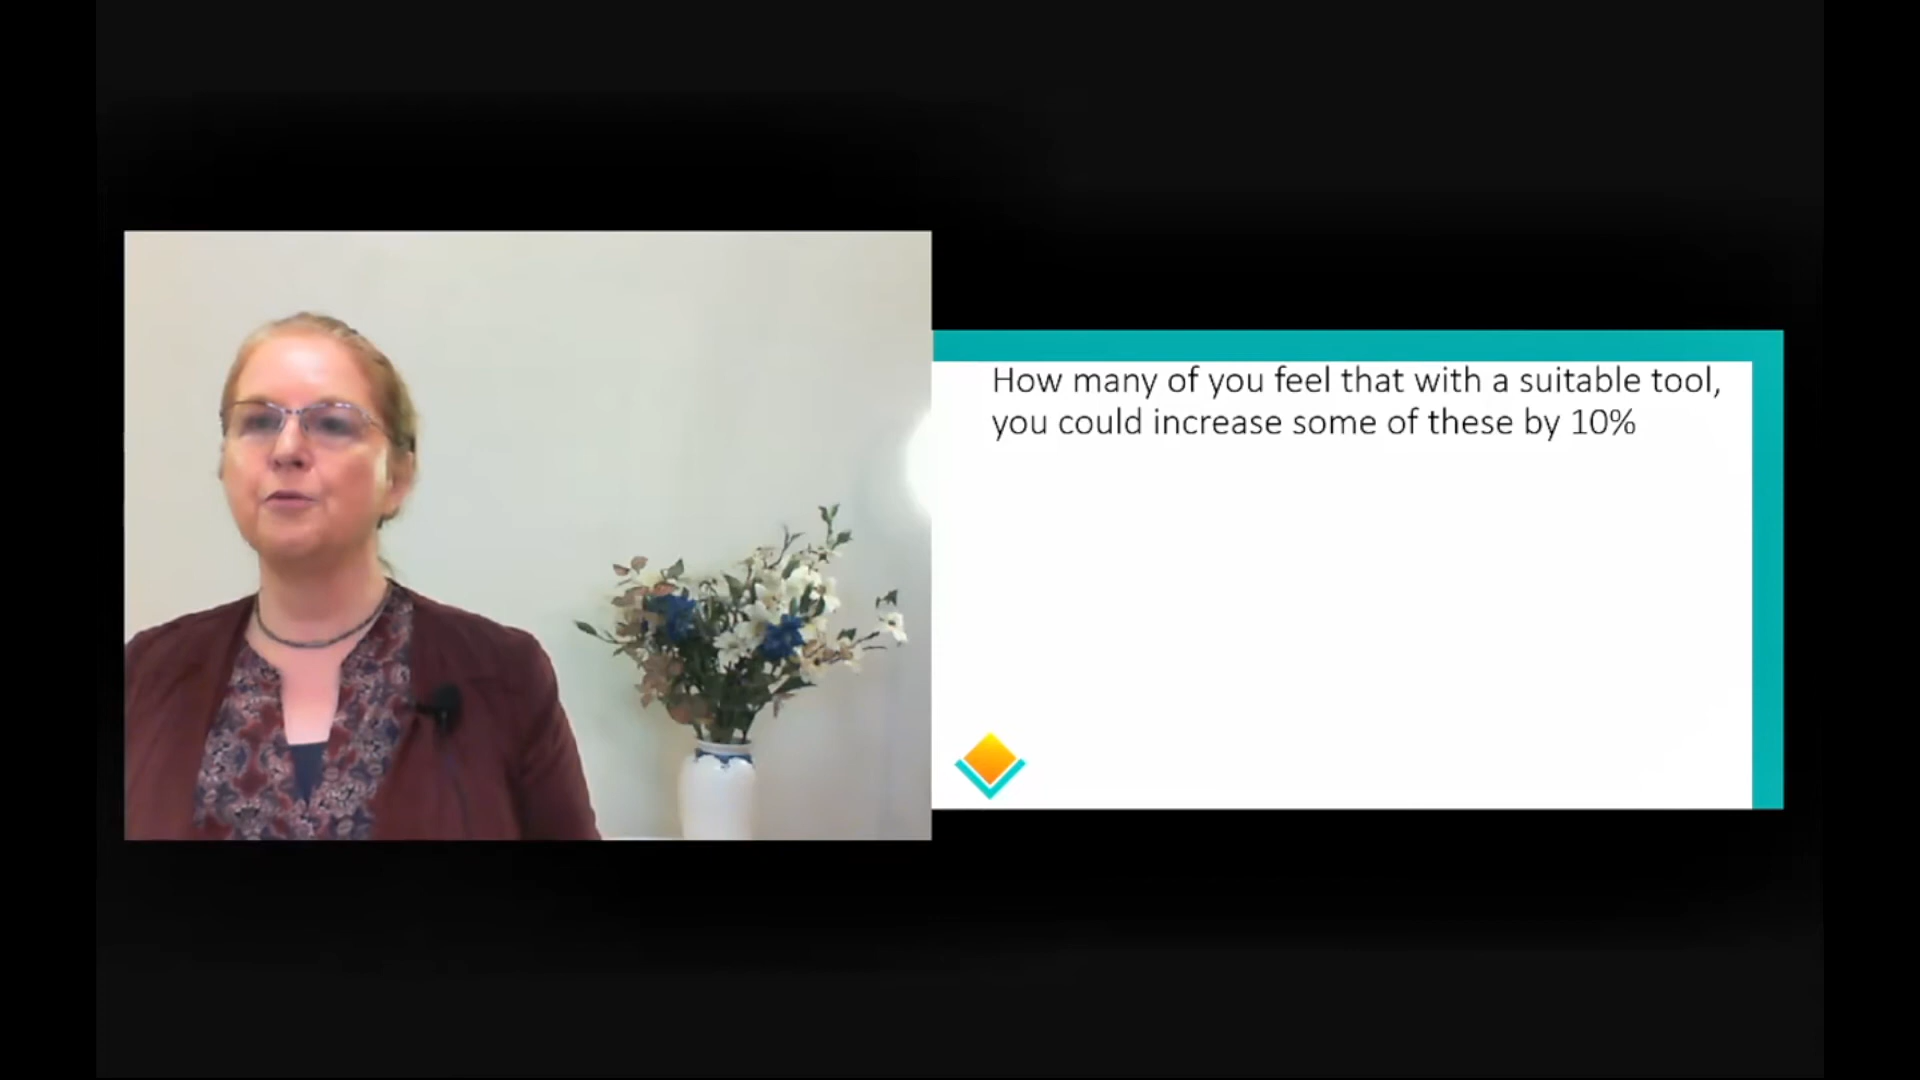 How many of you feel that with a suitable tool,
you could increase some of these by 10%